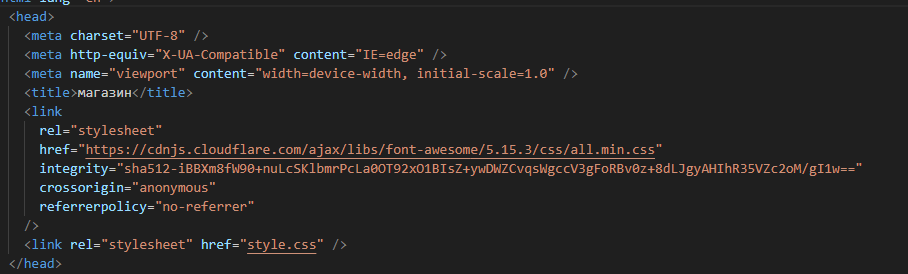 <head>
<meta charset="UTF-8" />
<meta http-equiv="X-UA-Compatible" content="IE=edge" />
<meta name="viewport" content="width=device-width, initial-scale=1.0" />
<title>магазин</title>
<link
rel="stylesheet"
href="https://cdnjs.cloudflare.com/ajax/libs/font-awesome/5.15.3/css/all.min.css"
integrity="sha512-iBBXm8fW90+nuLcSKlbmrPcLa0OT92xO1BIsZ+ywDWZCvqsWgccV3gFoRBv0z+8dLJgyAHIhR35VZc2oM/gI1w=="
crossorigin="anonymous"
referrerpolicy="no-referrer"
/>
<link rel="stylesheet" href="style.css" />
</head>